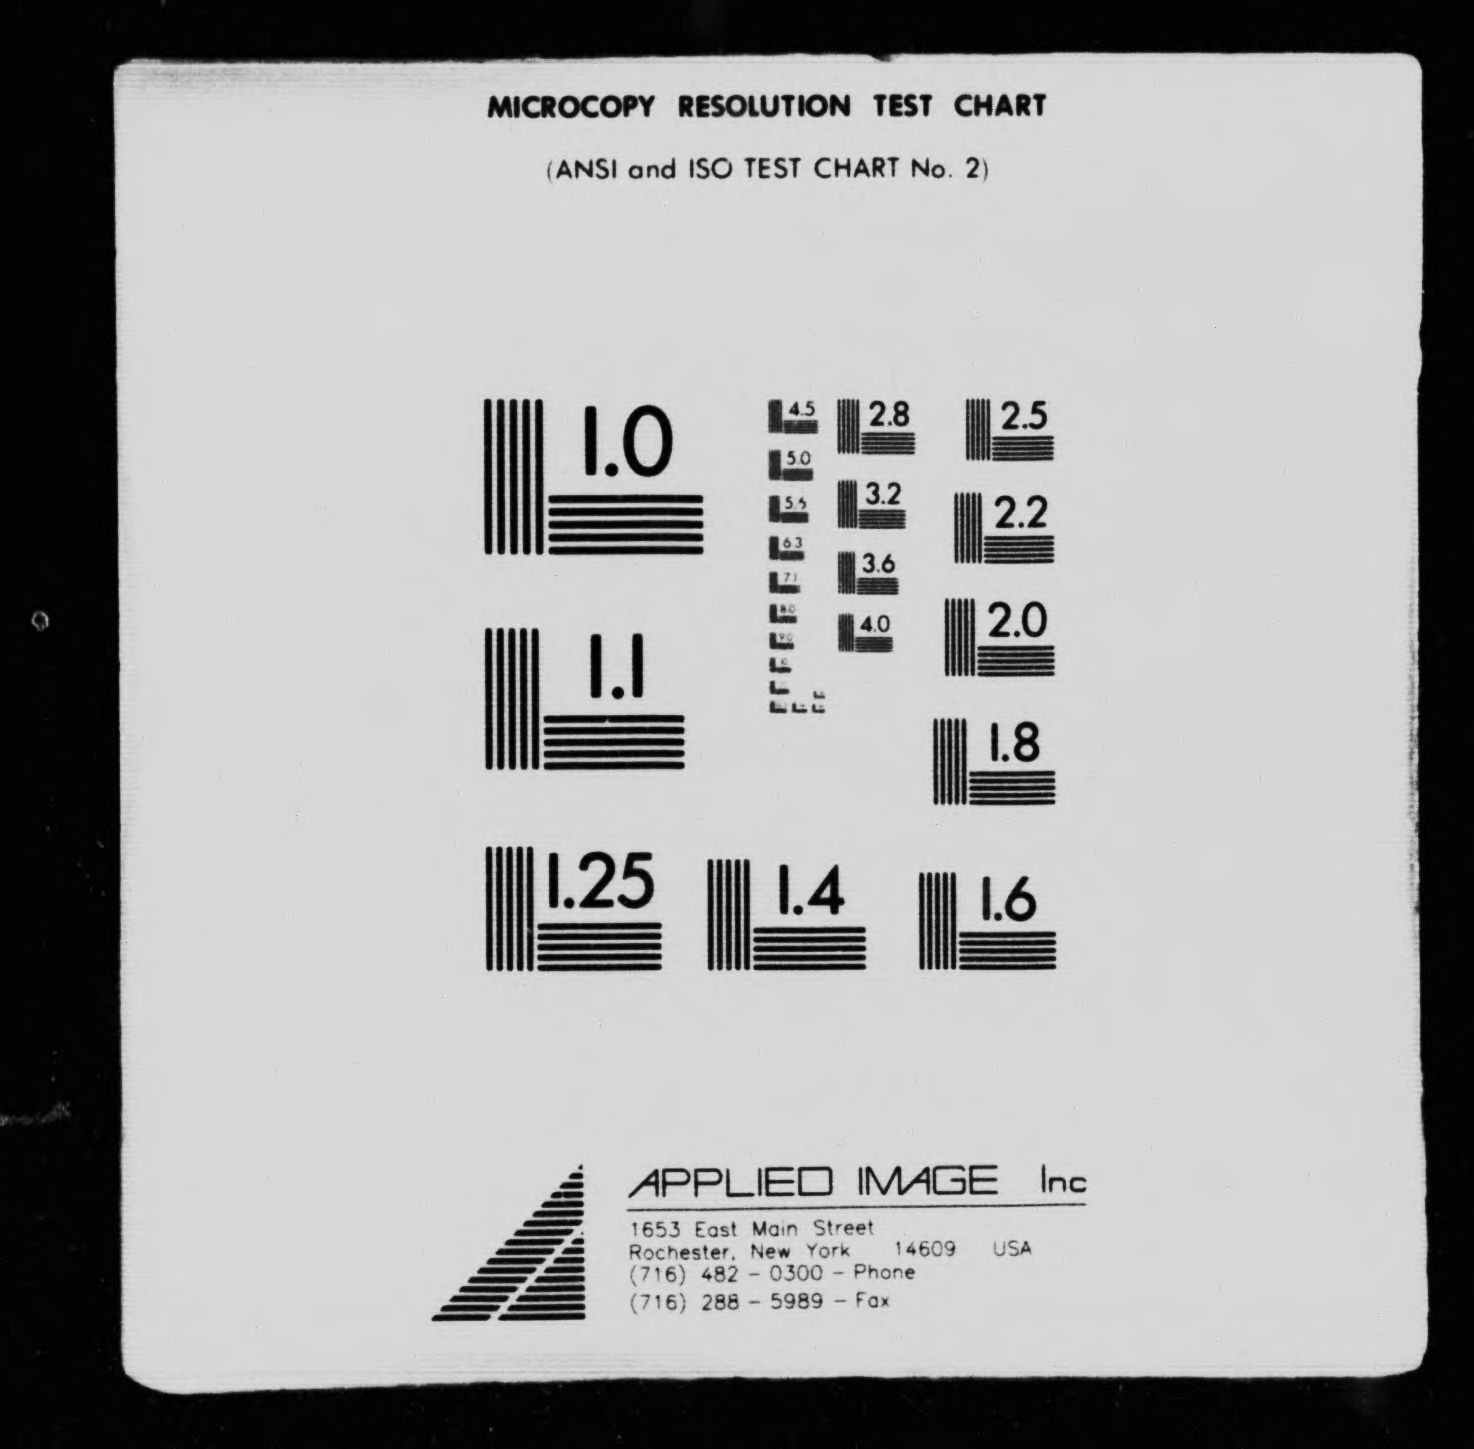 MICROCOPY RESOLUTION TEST CHART
(ANSI and ISO TEST CHART No. 2)
1.0
1.1
1.25
1.4
1.6
1.8
2.0
2.2
2.5
2.8
3.2
3.6
4.0
4.5
5.0
6.3
7.1
8.0
9.0
APPLIED IMAGE Inc
1653 East Main Street
Rochester, New York 14609 USA
(716) 482 - 0300 - Phone
(716) 288 - 5989 - Fax